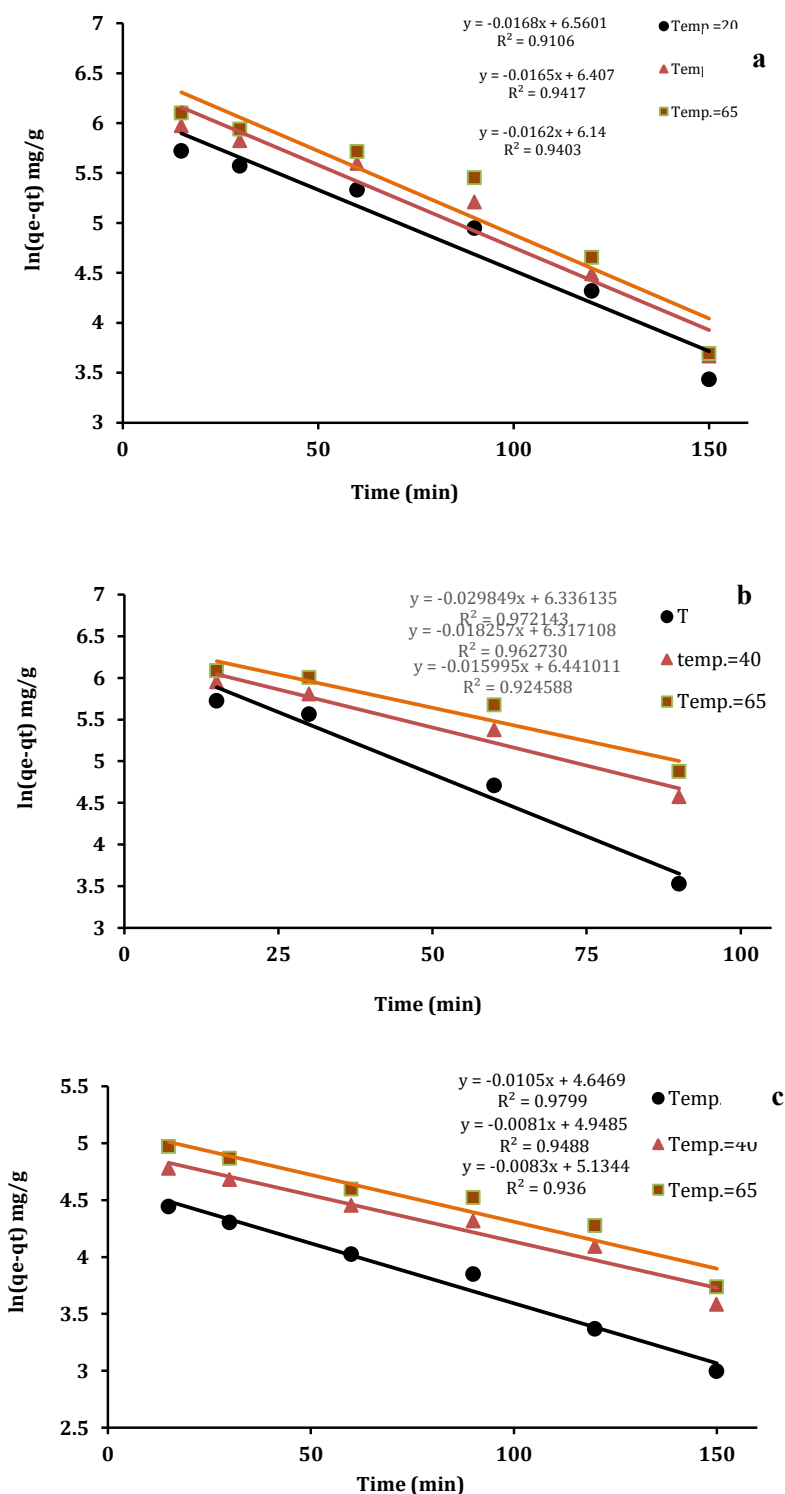 y = -0.0168x + 6.5601
R² = 0.9106
y = -0.0165x + 6.407
R² = 0.9417
y = -0.0162x + 6.14
R² = 0.9403
Temp.=20
Temp
Temp.=65
a
7
6.5
6
5.5
5
4.5
4
3.5
3
0
50
100
150
ln(qe-qt) mg/g
Time (min)
y = -0.029849x + 6.336135
R² = 0.972143
y = -0.018257x + 6.317108
R² = 0.962730
y = -0.015995x + 6.441011
R² = 0.924588
T
temp.=40
Temp.=65
b
7
6.5
6
5.5
5
4.5
4
3.5
3
0
25
50
75
100
ln(qe-qt) mg/g
Time (min)
y = -0.0105x + 4.6469
R² = 0.9799
y = -0.0081x + 4.9485
R² = 0.9488
y = -0.0083x + 5.1344
R² = 0.936
Temp.
Temp.=40
Temp.=65
c
5.5
5
4.5
4
3.5
3
2.5
0
50
100
150
ln(qe-qt) mg/g
Time (min)